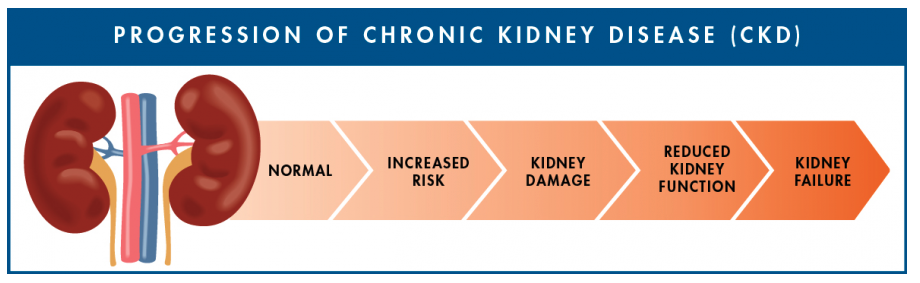 PROGRESSION OF CHRONIC KIDNEY DISEASE (CKD)
NORMAL
INCREASED
RISK
KIDNEY
DAMAGE
REDUCED
KIDNEY
FUNCTION
KIDNEY
FAILURE